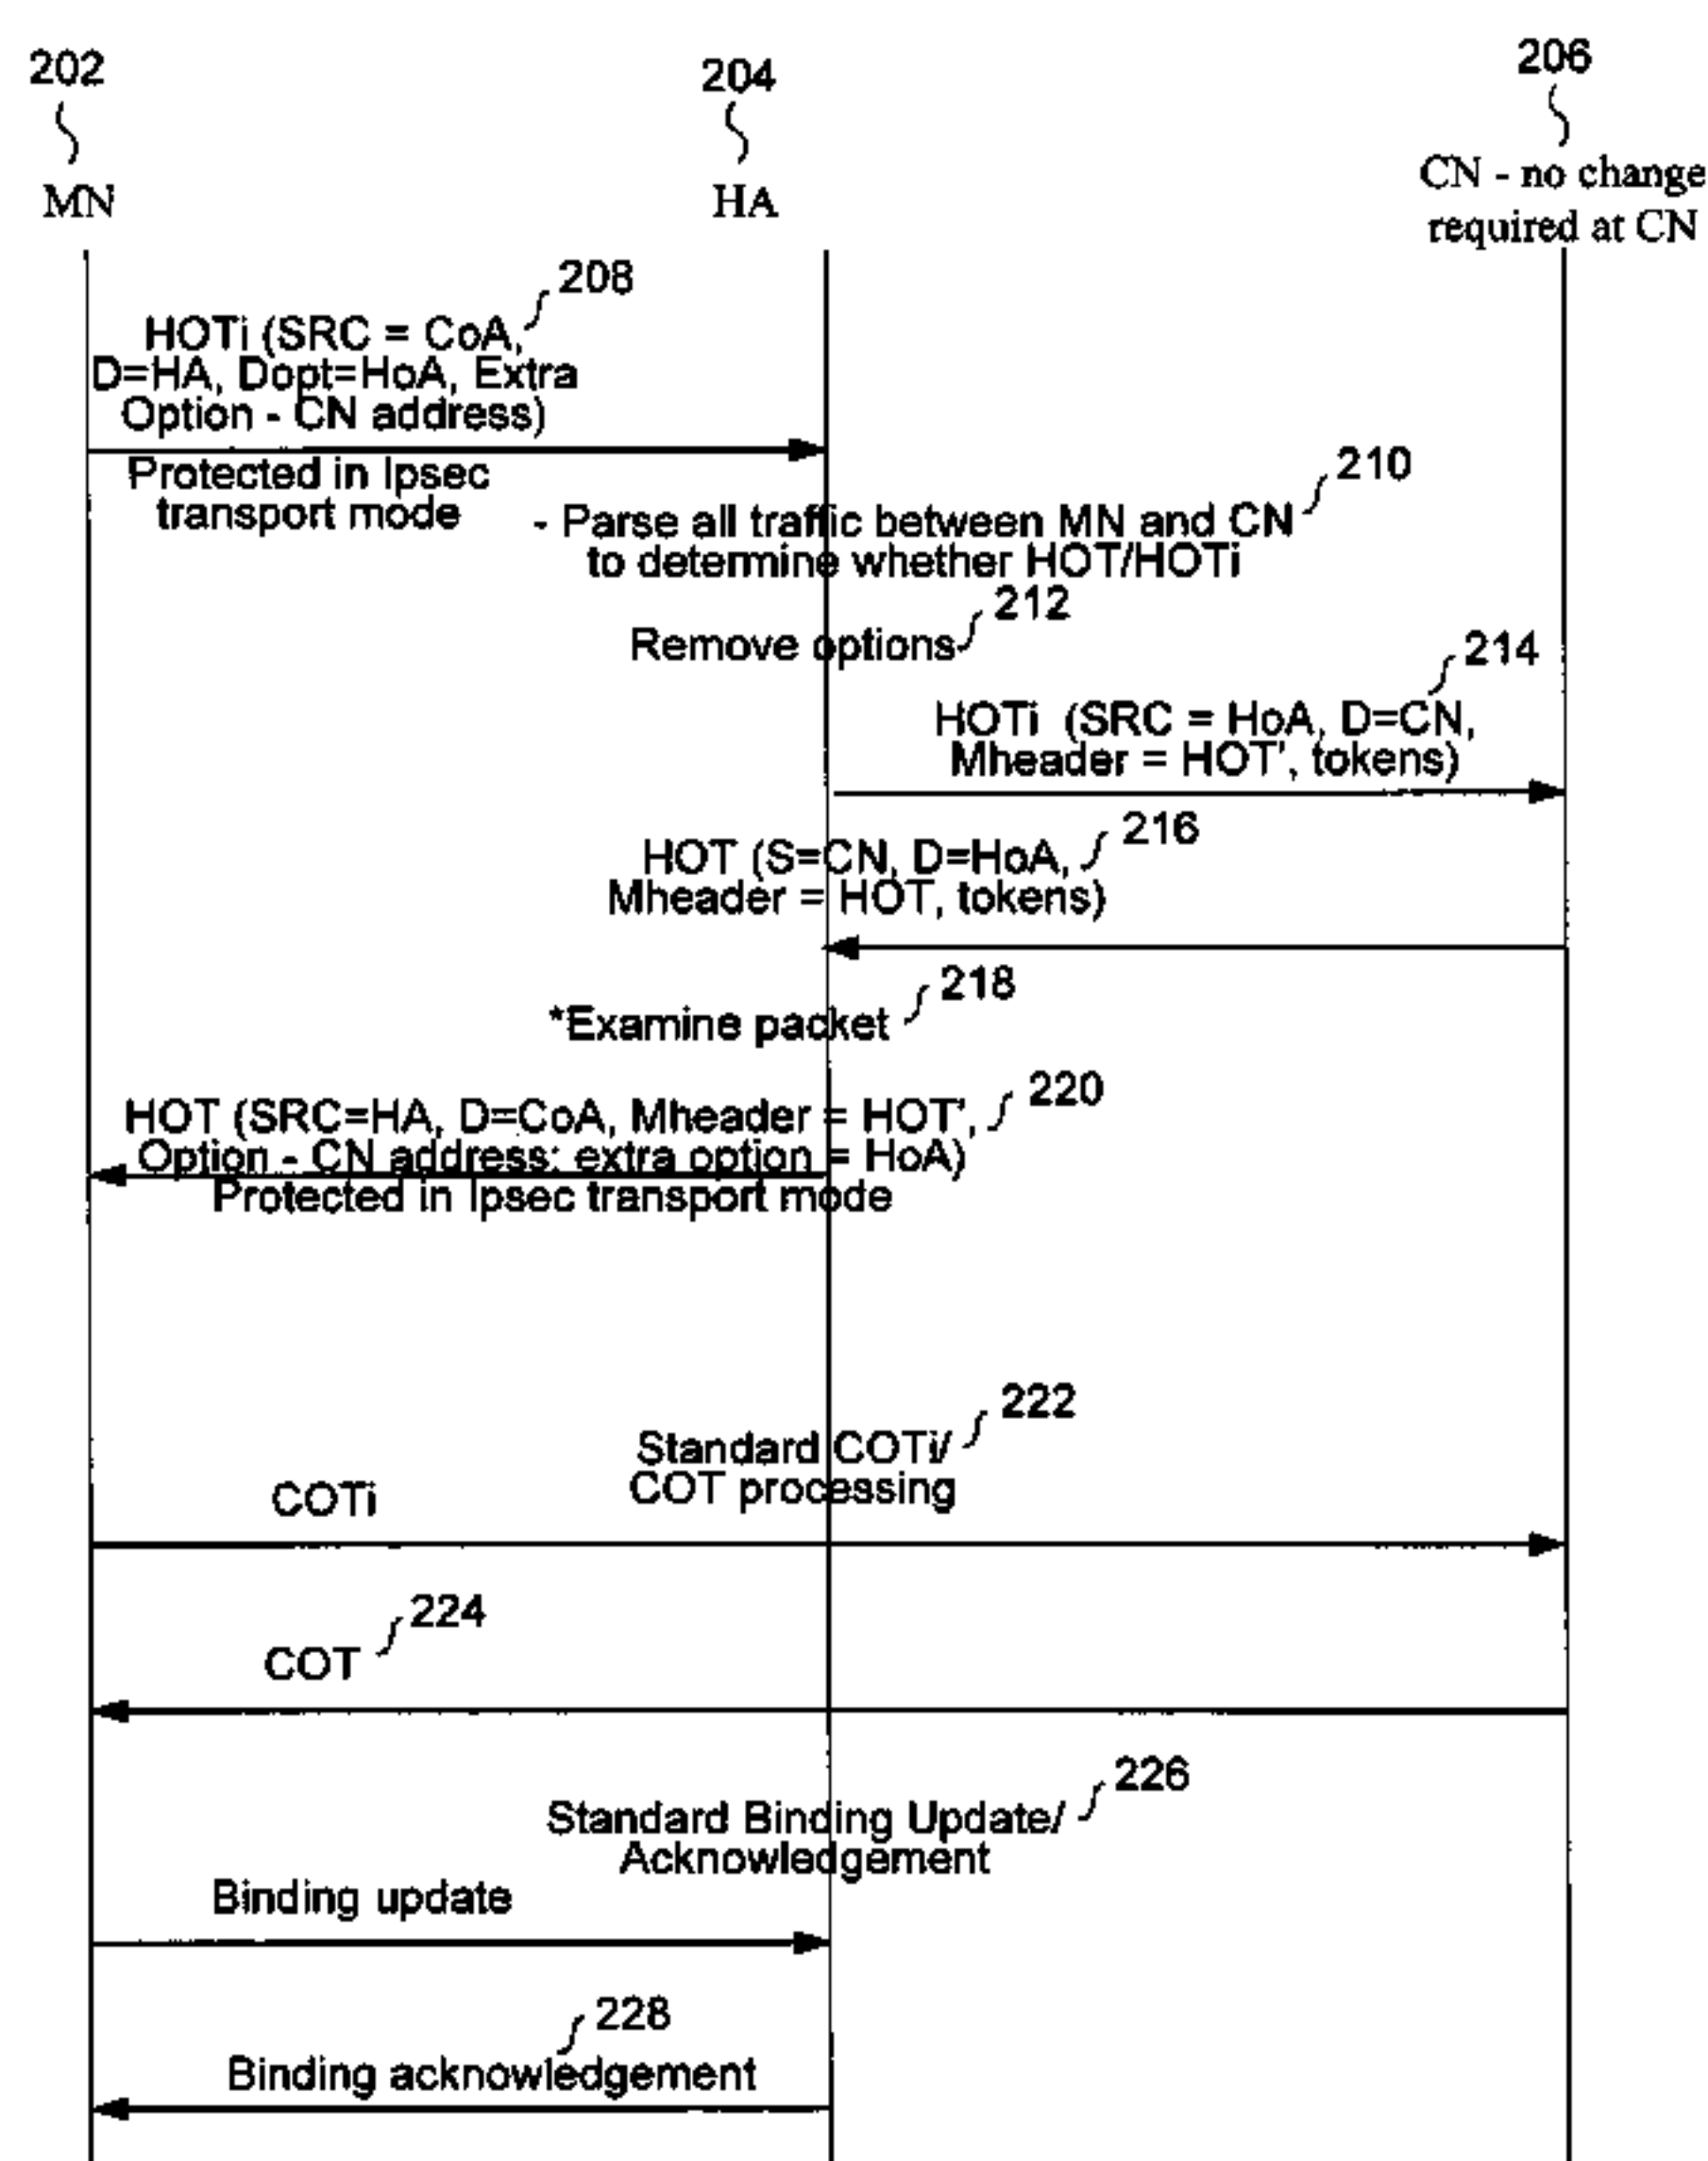 202
204
206
MN
HA
CN - no change
required at CN
208
HOTi (SRC = CoA,
D=HA, Dopt=HoA, Extra
Option - CN address)
Protected in Ipsec
transport mode
210
- Parse all traffic between MN and CN
to determine whether HOT/HOTi
212
Remove options
214
HOTi (SRC = HoA, D=CN,
Mheader = HOT', tokens)
216
HOT (S=CN, D=HoA,
Mheader = HOT, tokens)
218
*Examine packet
220
HOT (SRC=HA, D=CoA, Mheader = HOT',
Option - CN address; extra option = HoA)
Protected in Ipsec transport mode
222
Standard COTi/
COT processing
COTi
224
COT
226
Standard Binding Update/
Acknowledgement
Binding update
228
Binding acknowledgement